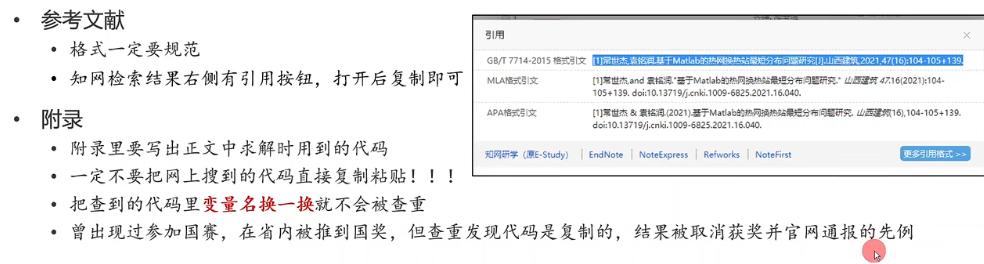 参考文献
格式一定要规范
知网检索结果右侧有引用按钮，打开后复制即可
附录
附录里要写出正文中求解时用到的代码
一定不要把网上搜到的代码直接复制粘贴！！！
把查到的代码里变量名换一换就不会被查重
曾出现过参加国赛，在省内被推到国奖，但查重发现代码是复制的，结果被取消获奖并官网通报的先例
引用
GB/T 7714-2015 格式引文 [1]常世杰,袁铭润.基于Matlab的热网换热站最短分布问题研究[J].山西建筑,2021,47(16):104-105+139.
MLA格式引文 [1]常世杰,and 袁铭润."基于Matlab的热网换热站最短分布问题研究." 山西建筑 47.16(2021):104-
105+139. doi:10.13719/j.cnki.1009-6825.2021.16.040.
APA格式引文 [1]常世杰 & 袁铭润.(2021).基于Matlab的热网换热站最短分布问题研究. 山西建筑(16),104-105+139.
doi:10.13719/j.cnki.1009-6825.2021.16.040.
知网研学（原E-Study） EndNote NoteExpress Refworks NoteFirst 更多引用格式 >>